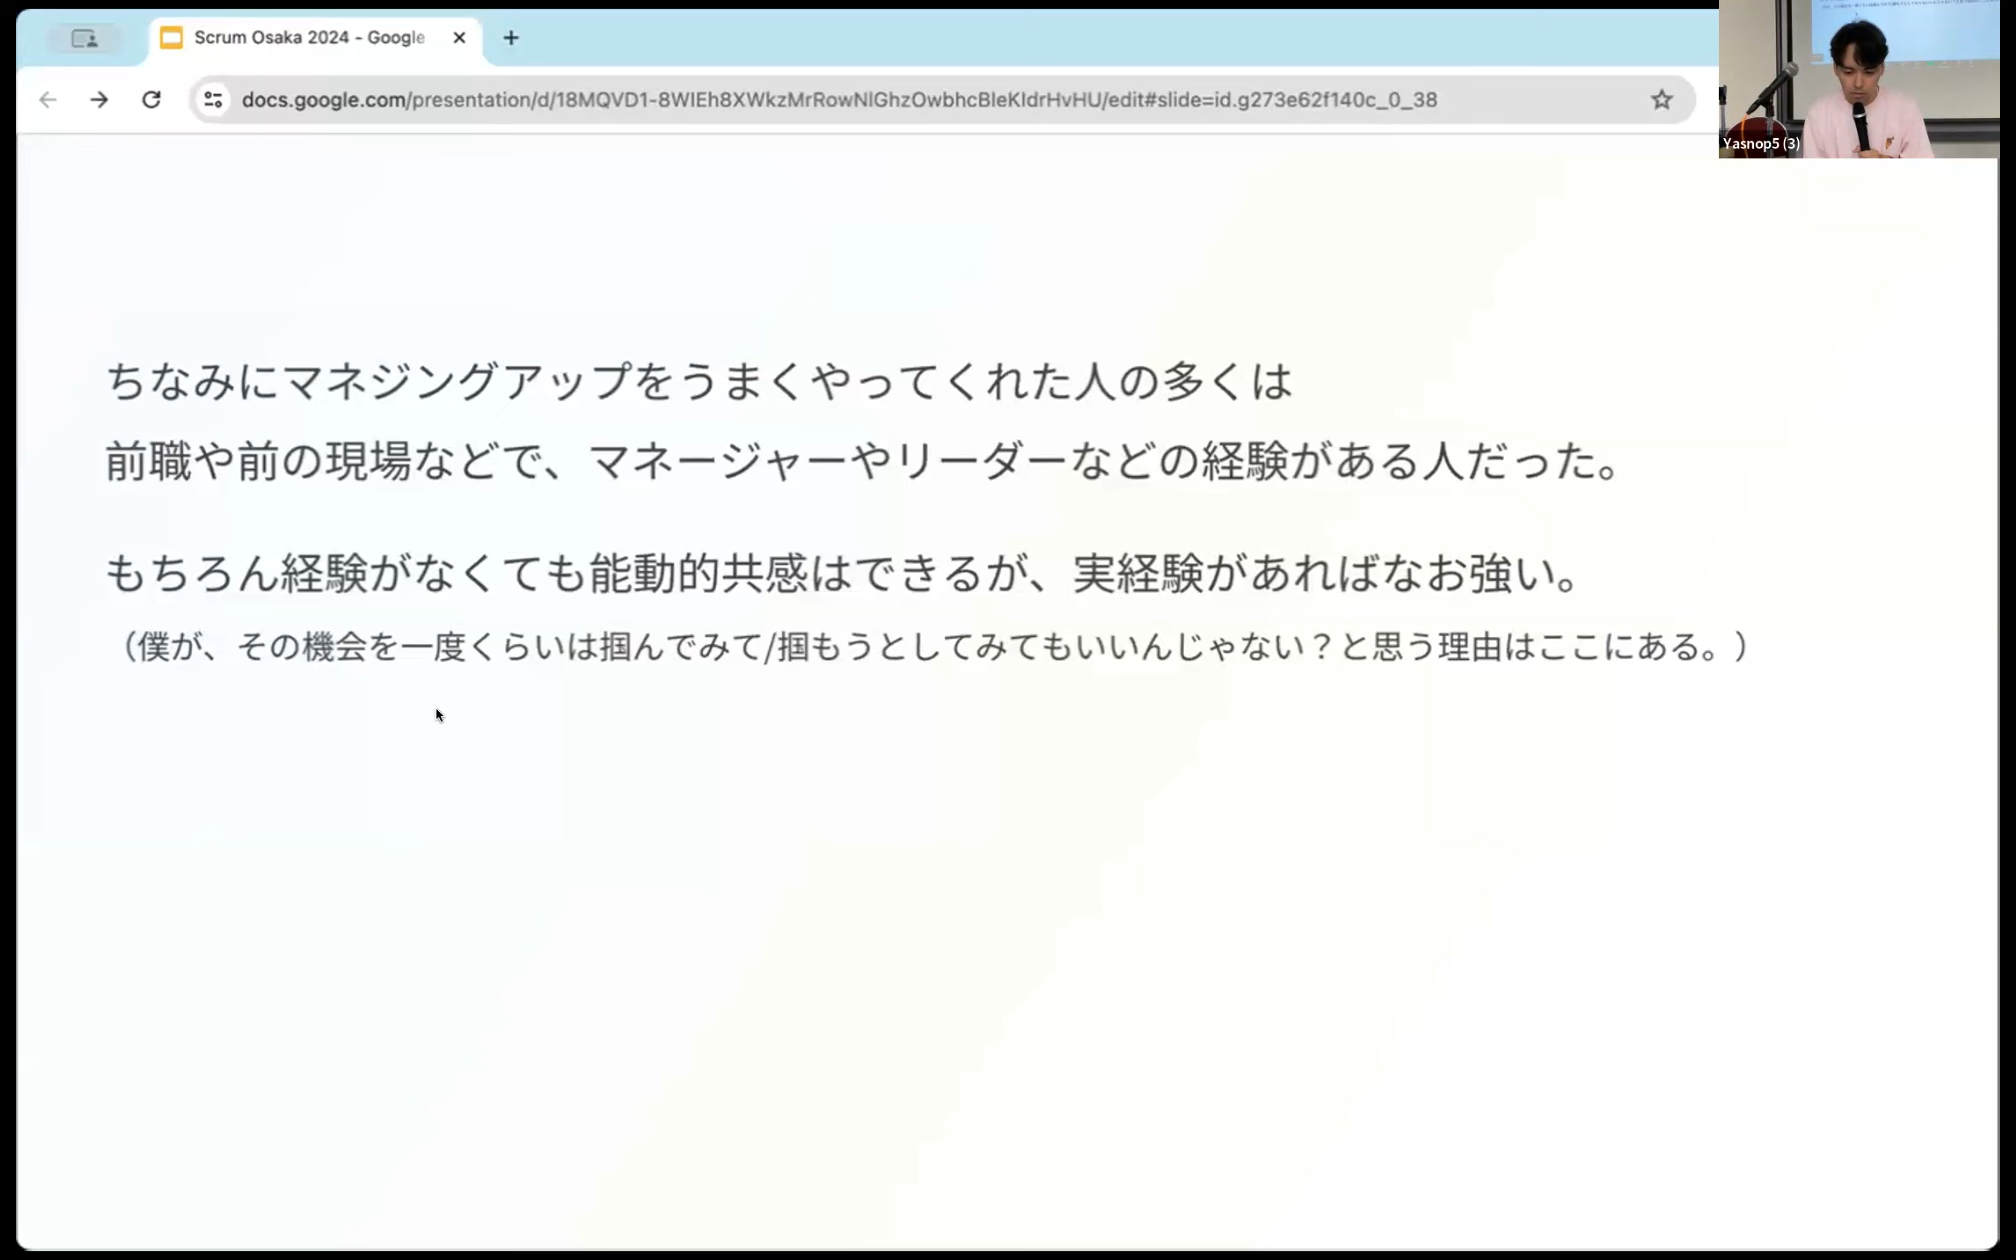 Scrum Osaka 2024 - Google
docs.google.com/presentation/d/18MQVD1-8WIEh8XWkzMrRowNlGhzOwbhcBleKIdrHvHU/edit#slide=id.g273e62f140c_0_38
Yasnop5 (3)
ちなみにマネジングアップをうまくやってくれた人の多くは
前職や前の現場などで、マネージャーやリーダーなどの経験がある人だった。
もちろん経験がなくても能動的共感はできるが、実経験があればなお強い。
（僕が、その機会を一度くらいは掴んでみて/掴もうとしてみてもいいんじゃない？と思う理由はここにある。）